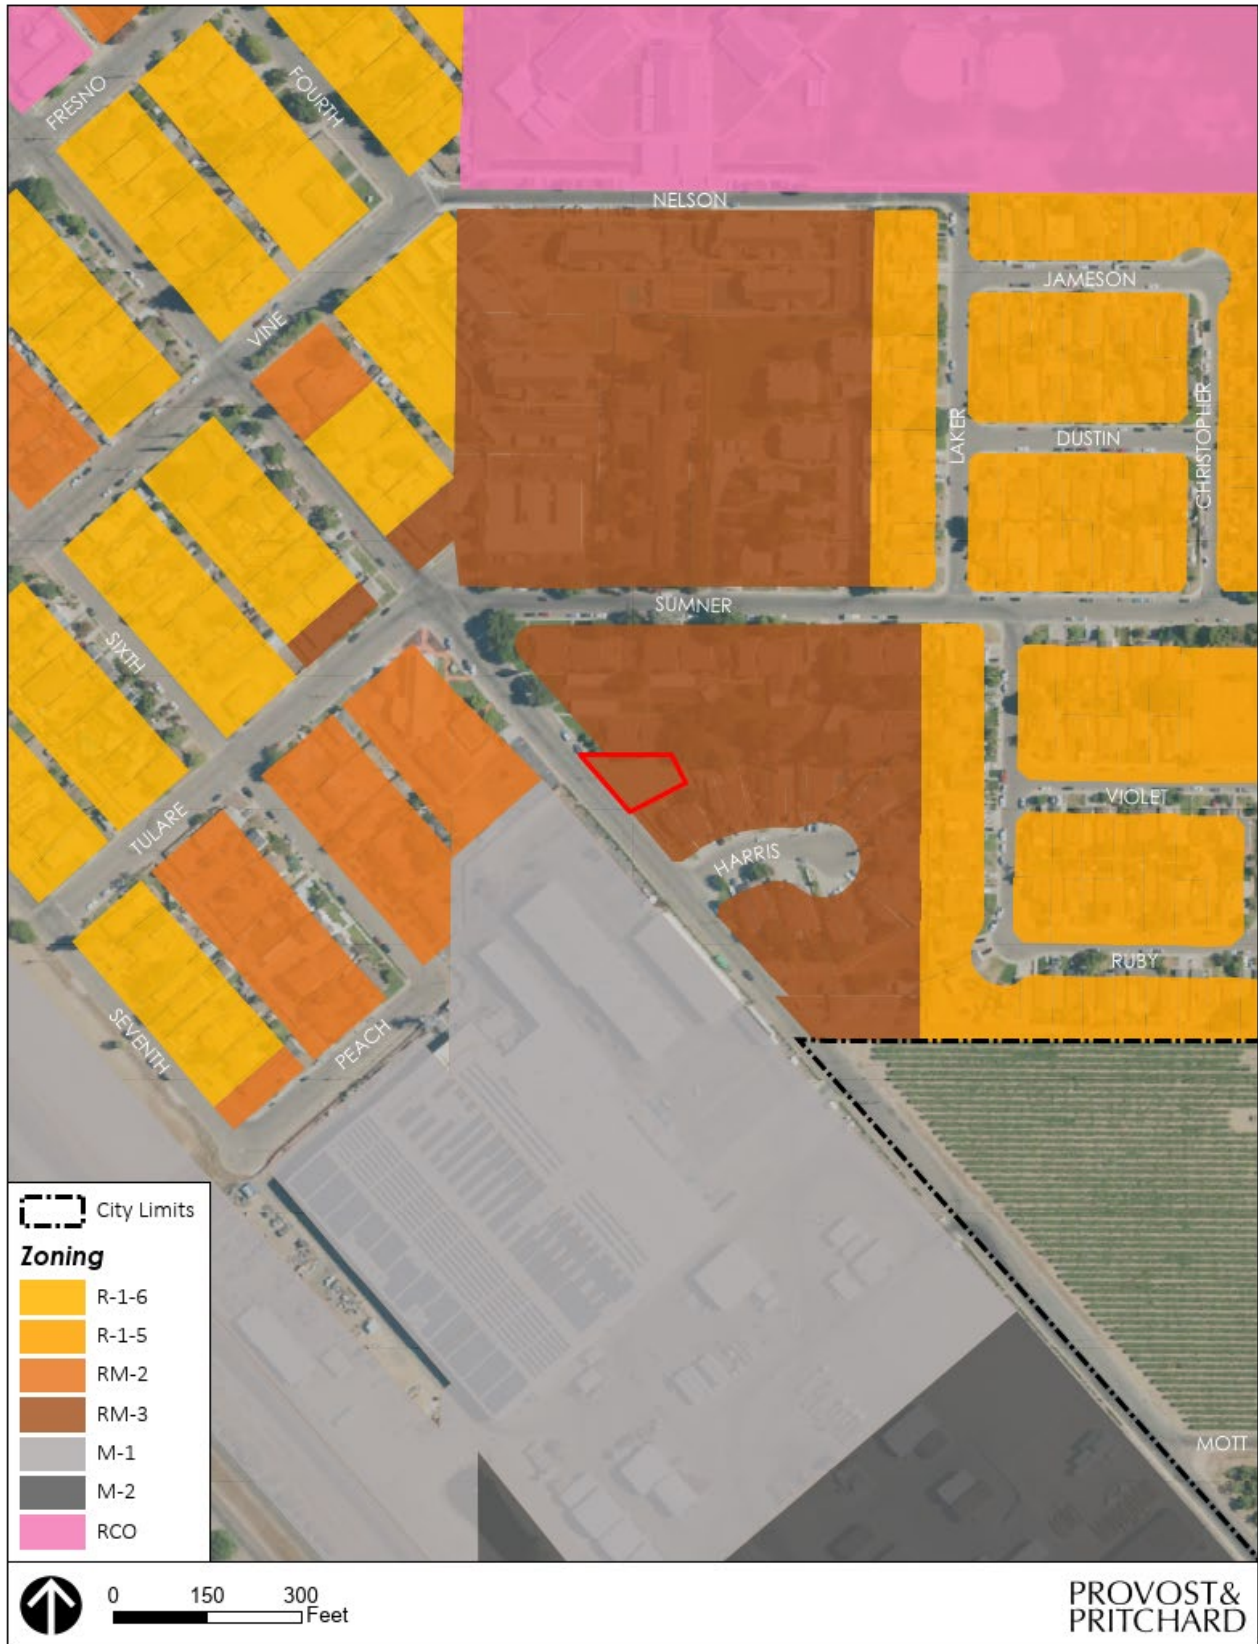 FRESNO
FOURTH
NELSON
VINE
JAMESON
LAKER
DUSTIN
CHRISTOPHER
SUMNER
SIXTH
TULARE
VIOLET
HARRIS
RUBY
SEVENTH
PEACH
MOTT
City Limits
Zoning
R-1-6
R-1-5
RM-2
RM-3
M-1
M-2
RCO
0 150 300
Feet
PROVOST&
PRITCHARD